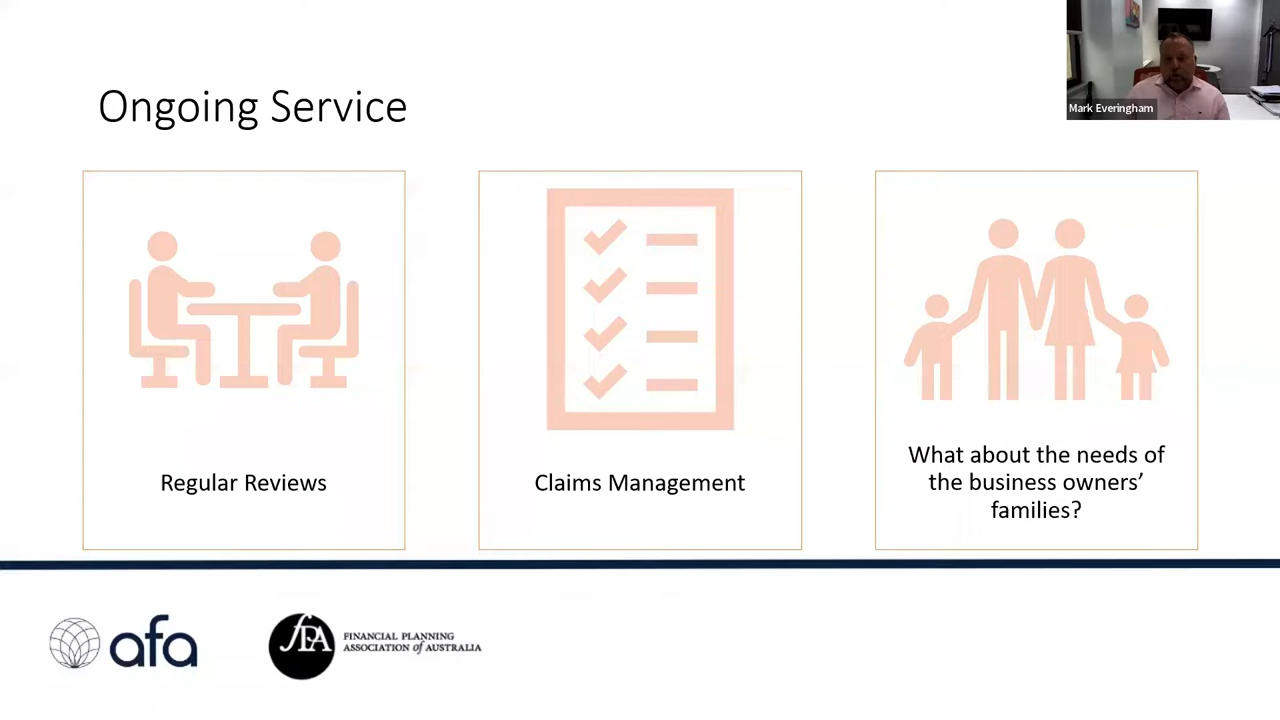 Ongoing Service
Mark Everingham
Regular Reviews
Claims Management
What about the needs of
the business owners’
families?
afa
FPA
FINANCIAL PLANNING
ASSOCIATION of AUSTRALIA